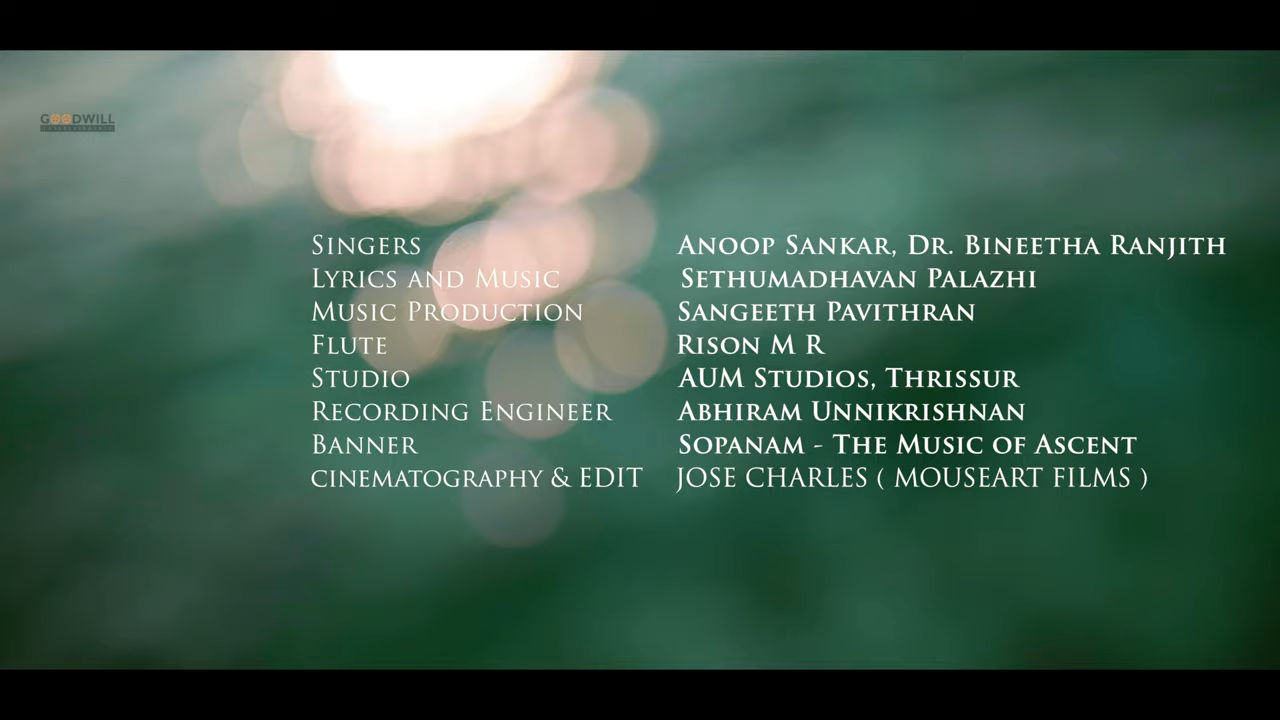 GOODWILL
ENTERTAINMENTS
Singers Anoop Sankar, Dr. Bineetha Ranjith
Lyrics and Music Sethumadhavan Palazhi
Music Production Sangeeth Pavithran
Flute Rison M R
Studio AUM Studios, Thrissur
Recording Engineer Abhiram Unnikrishnan
Banner Sopanam - The Music of Ascent
cinematography & EDIT JOSE CHARLES ( MOUSEART FILMS )